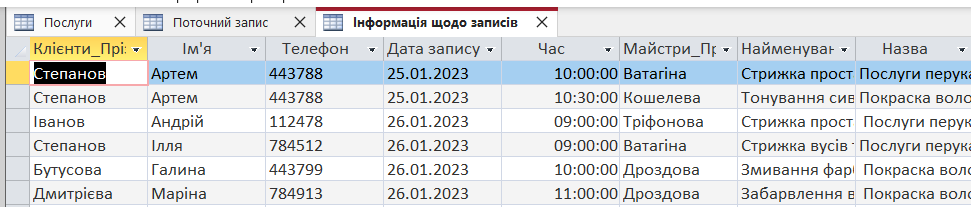 Послуги Поточний запис Інформація щодо записів
Клієнти_Пріз Ім'я Телефон Дата запису Час Майстри_Пр Найменуван Назва
Степанов Артем 443788 25.01.2023 10:00:00 Ватагіна Стрижка прост Послуги перука
Степанов Артем 443788 25.01.2023 10:30:00 Кошелева Тонування сив Покраска воло
Іванов Андрій 112478 26.01.2023 09:00:00 Тріфонова Стрижка прост Послуги перука
Степанов Ілля 784512 26.01.2023 09:00:00 Ватагіна Стрижка вусів Послуги перука
Бутусова Галина 443799 26.01.2023 10:00:00 Дроздова Змивання фар Покраска воло
Дмитрієва Маріна 784913 26.01.2023 11:00:00 Дроздова Забарвлення в Покраска воло